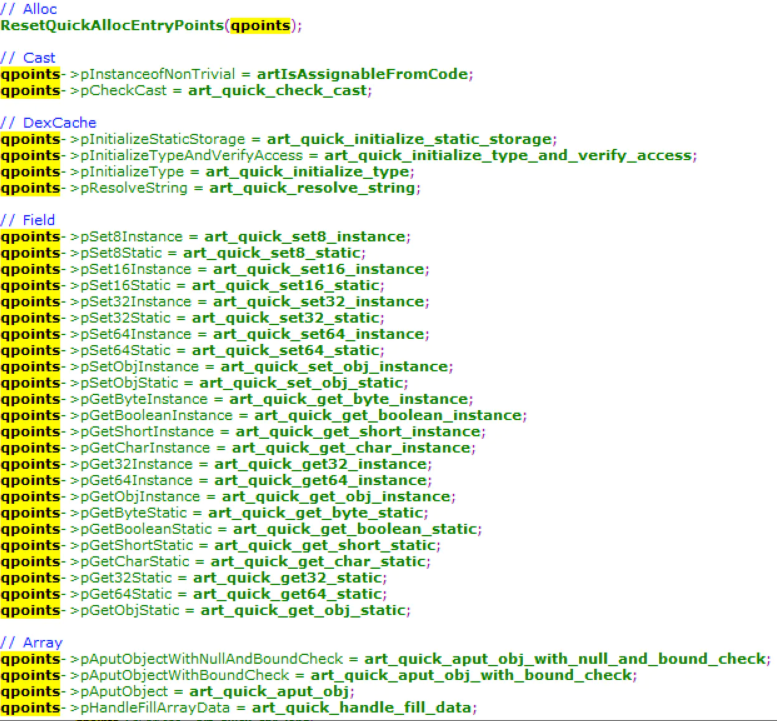 // Alloc
ResetQuickAllocEntryPoints(qpoints);
// Cast
qpoints->pInstanceofNonTrivial = artIsAssignableFromCode;
qpoints->pCheckCast = art_quick_check_cast;
// DexCache
qpoints->pInitializeStaticStorage = art_quick_initialize_static_storage;
qpoints->pInitializeTypeAndVerifyAccess = art_quick_initialize_type_and_verify_access;
qpoints->pInitializeType = art_quick_initialize_type;
qpoints->pResolveString = art_quick_resolve_string;
// Field
qpoints->pSet8Instance = art_quick_set8_instance;
qpoints->pSet8Static = art_quick_set8_static;
qpoints->pSet16Instance = art_quick_set16_instance;
qpoints->pSet16Static = art_quick_set16_static;
qpoints->pSet32Instance = art_quick_set32_instance;
qpoints->pSet32Static = art_quick_set32_static;
qpoints->pSet64Instance = art_quick_set64_instance;
qpoints->pSet64Static = art_quick_set64_static;
qpoints->pSetObjInstance = art_quick_set_obj_instance;
qpoints->pSetObjStatic = art_quick_set_obj_static;
qpoints->pGetByteInstance = art_quick_get_byte_instance;
qpoints->pGetBooleanInstance = art_quick_get_boolean_instance;
qpoints->pGetShortInstance = art_quick_get_short_instance;
qpoints->pGetCharInstance = art_quick_get_char_instance;
qpoints->pGet32Instance = art_quick_get32_instance;
qpoints->pGet64Instance = art_quick_get64_instance;
qpoints->pGetObjInstance = art_quick_get_obj_instance;
qpoints->pGetByteStatic = art_quick_get_byte_static;
qpoints->pGetBooleanStatic = art_quick_get_boolean_static;
qpoints->pGetShortStatic = art_quick_get_short_static;
qpoints->pGetCharStatic = art_quick_get_char_static;
qpoints->pGet32Static = art_quick_get32_static;
qpoints->pGet64Static = art_quick_get64_static;
qpoints->pGetObjStatic = art_quick_get_obj_static;
// Array
qpoints->pAputObjectWithNullAndBoundCheck = art_quick_aput_obj_with_null_and_bound_check;
qpoints->pAputObjectWithBoundCheck = art_quick_aput_obj_with_bound_check;
qpoints->pAputObject = art_quick_aput_obj;
qpoints->pHandleFillArrayData = art_quick_handle_fill_data;